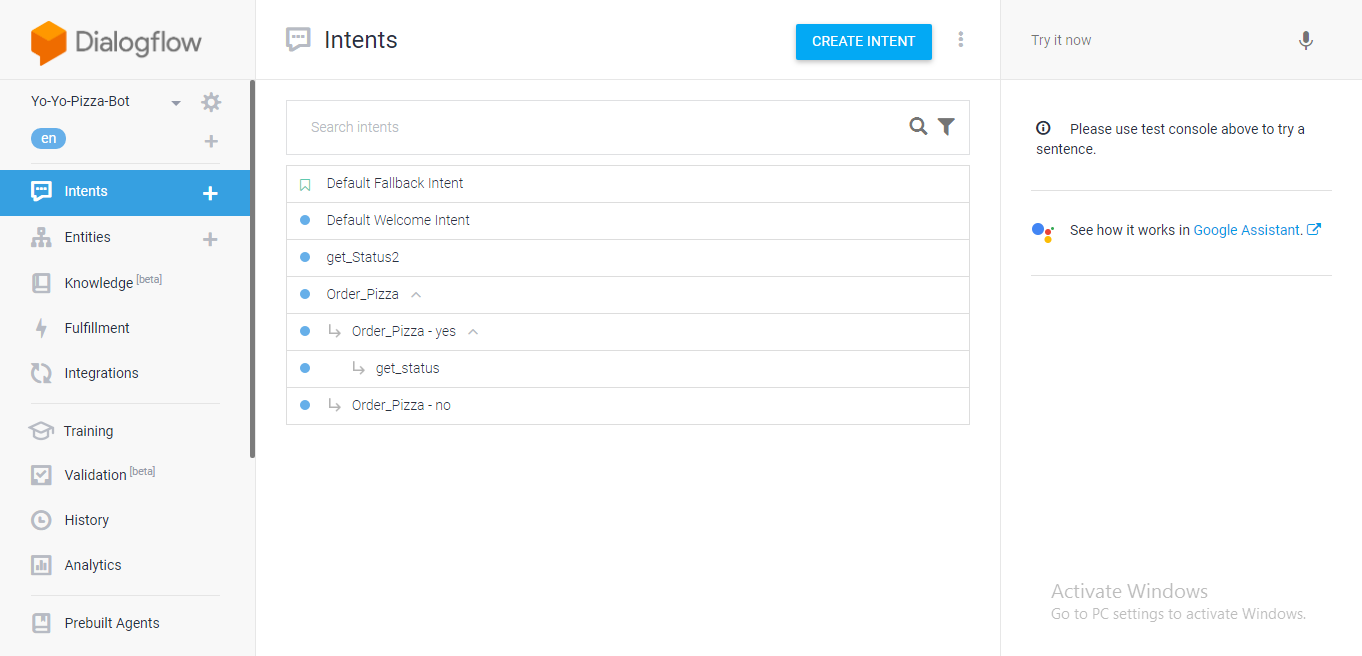 Dialogflow
Yo-Yo-Pizza-Bot
en
Intents
Entities
Knowledge [beta]
Fulfillment
Integrations
Training
Validation [beta]
History
Analytics
Prebuilt Agents
Intents
CREATE INTENT
Search intents
Default Fallback Intent
Default Welcome Intent
get_Status2
Order_Pizza
Order_Pizza - yes
get_status
Order_Pizza - no
Try it now
Please use test console above to try a
sentence.
See how it works in Google Assistant.
Activate Windows
Go to PC settings to activate Windows.